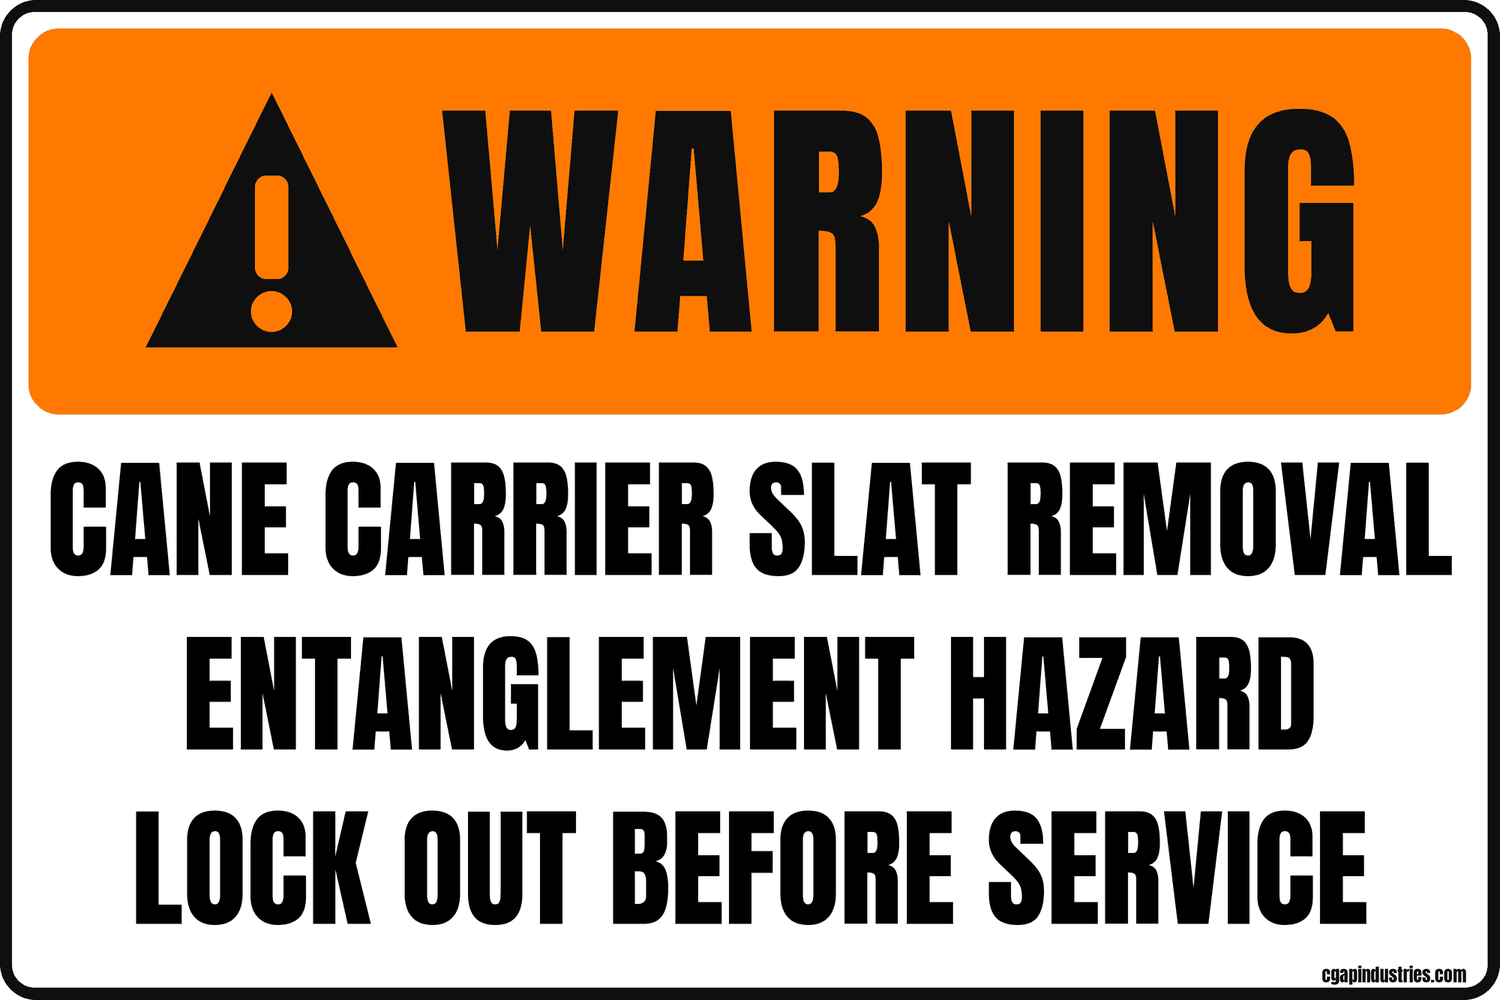 WARNING
CANE CARRIER SLAT REMOVAL
ENTANGLEMENT HAZARD
LOCK OUT BEFORE SERVICE
cgapindustries.com